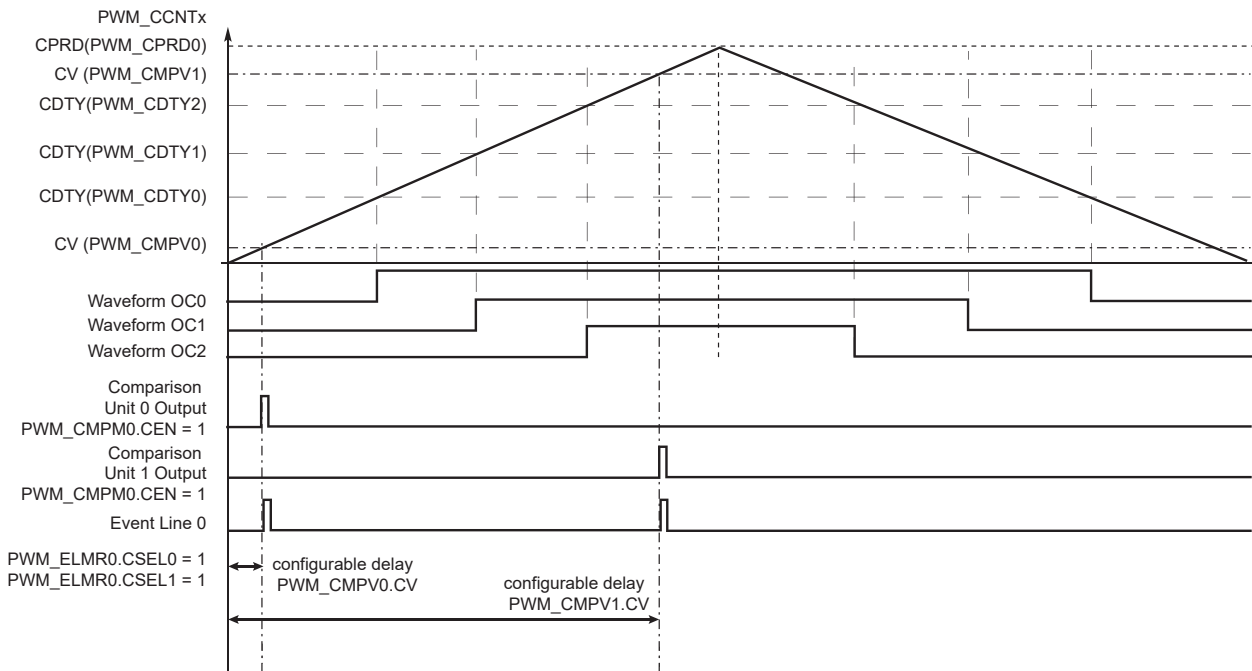 PWM_CCNTx
CPRD(PWM_CPRD0)
CV (PWM_CMPV1)
CDTY(PWM_CDTY2)
CDTY(PWM_CDTY1)
CDTY(PWM_CDTY0)
CV (PWM_CMPV0)
Waveform OC0
Waveform OC1
Waveform OC2
Comparison
Unit 0 Output
PWM_CMPM0.CEN = 1
Comparison
Unit 1 Output
PWM_CMPM0.CEN = 1
Event Line 0
PWM_ELMR0.CSEL0 = 1
PWM_ELMR0.CSEL1 = 1
configurable delay
PWM_CMPV0.CV
configurable delay
PWM_CMPV1.CV